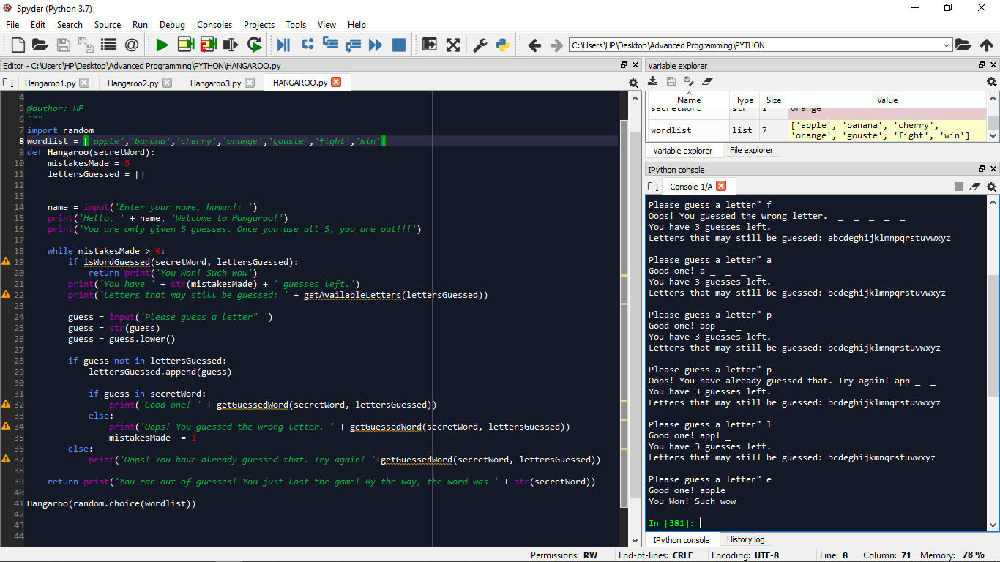 Spyder (Python 3.7)
File Edit Search Source Run Debug Consoles Projects Tools View Help
C:\Users\HP\Desktop\Advanced Programming\PYTHON
Editor - C:\Users\HP\Desktop\Advanced Programming\PYTHON\HANGAROO.py
Hangaroo1.py Hangaroo2.py Hangaroo3.py HANGAROO.py
4
5 @author: HP
6 """
7 import random
8 wordlist = ['apple','banana','cherry','orange','gouste','fight','win']
9 def Hangaroo(secretWord):
10 mistakesMade = 5
11 lettersGuessed = []
12
13
14 name = input('Enter your name, human!: ')
15 print('Hello, ' + name, 'Welcome to Hangaroo!')
16 print('You are only given 5 guesses. Once you use all 5, you are out!!!')
17
18 while mistakesMade > 0:
19 if isWordGuessed(secretWord, lettersGuessed):
20 return print('You Won! Such wow')
21 print('You have ' + str(mistakesMade) + ' guesses left.')
22 print('Letters that may still be guessed: ' + getAvailableLetters(lettersGuessed))
23
24 guess = input('Please guess a letter" ')
25 guess = str(guess)
26 guess = guess.lower()
27
28 if guess not in lettersGuessed:
29 lettersGuessed.append(guess)
30
31 if guess in secretWord:
32 print('Good one! ' + getGuessedWord(secretWord, lettersGuessed))
33 else:
34 print('Oops! You guessed the wrong letter. ' + getGuessedWord(secretWord, lettersGuessed))
35 mistakesMade -= 1
36 else:
37 print('Oops! You have already guessed that. Try again! '+getGuessedWord(secretWord, lettersGuessed))
38
39 return print('You ran out of guesses! You just lost the game! By the way, the word was ' + str(secretWord))
40
41 Hangaroo(random.choice(wordlist))
42
43
44
Variable explorer
Name Type Size Value
secretWord str 1 orange
wordlist list 7 ['apple', 'banana', 'cherry',
'orange', 'gouste', 'fight', 'win']
Variable explorer File explorer
IPython console
Console 1/A
Please guess a letter" f
Oops! You guessed the wrong letter. _ _ _ _ _
You have 3 guesses left.
Letters that may still be guessed: abcdeghijklmnpqrstuvwxyz
Please guess a letter" a
Good one! a _ _ _ _
You have 3 guesses left.
Letters that may still be guessed: bcdeghijklmnpqrstuvwxyz
Please guess a letter" p
Good one! app _ _
You have 3 guesses left.
Letters that may still be guessed: bcdeghijklmnqrstuvwxyz
Please guess a letter" p
Oops! You have already guessed that. Try again! app _ _
You have 3 guesses left.
Letters that may still be guessed: bcdeghijklmnqrstuvwxyz
Please guess a letter" l
Good one! appl _
You have 3 guesses left.
Letters that may still be guessed: bcdeghijkmnqrstuvwxyz
Please guess a letter" e
Good one! apple
You Won! Such wow
In [381]:
IPython console History log
Permissions: RW End-of-lines: CRLF Encoding: UTF-8 Line: 8 Column: 71 Memory: 78 %